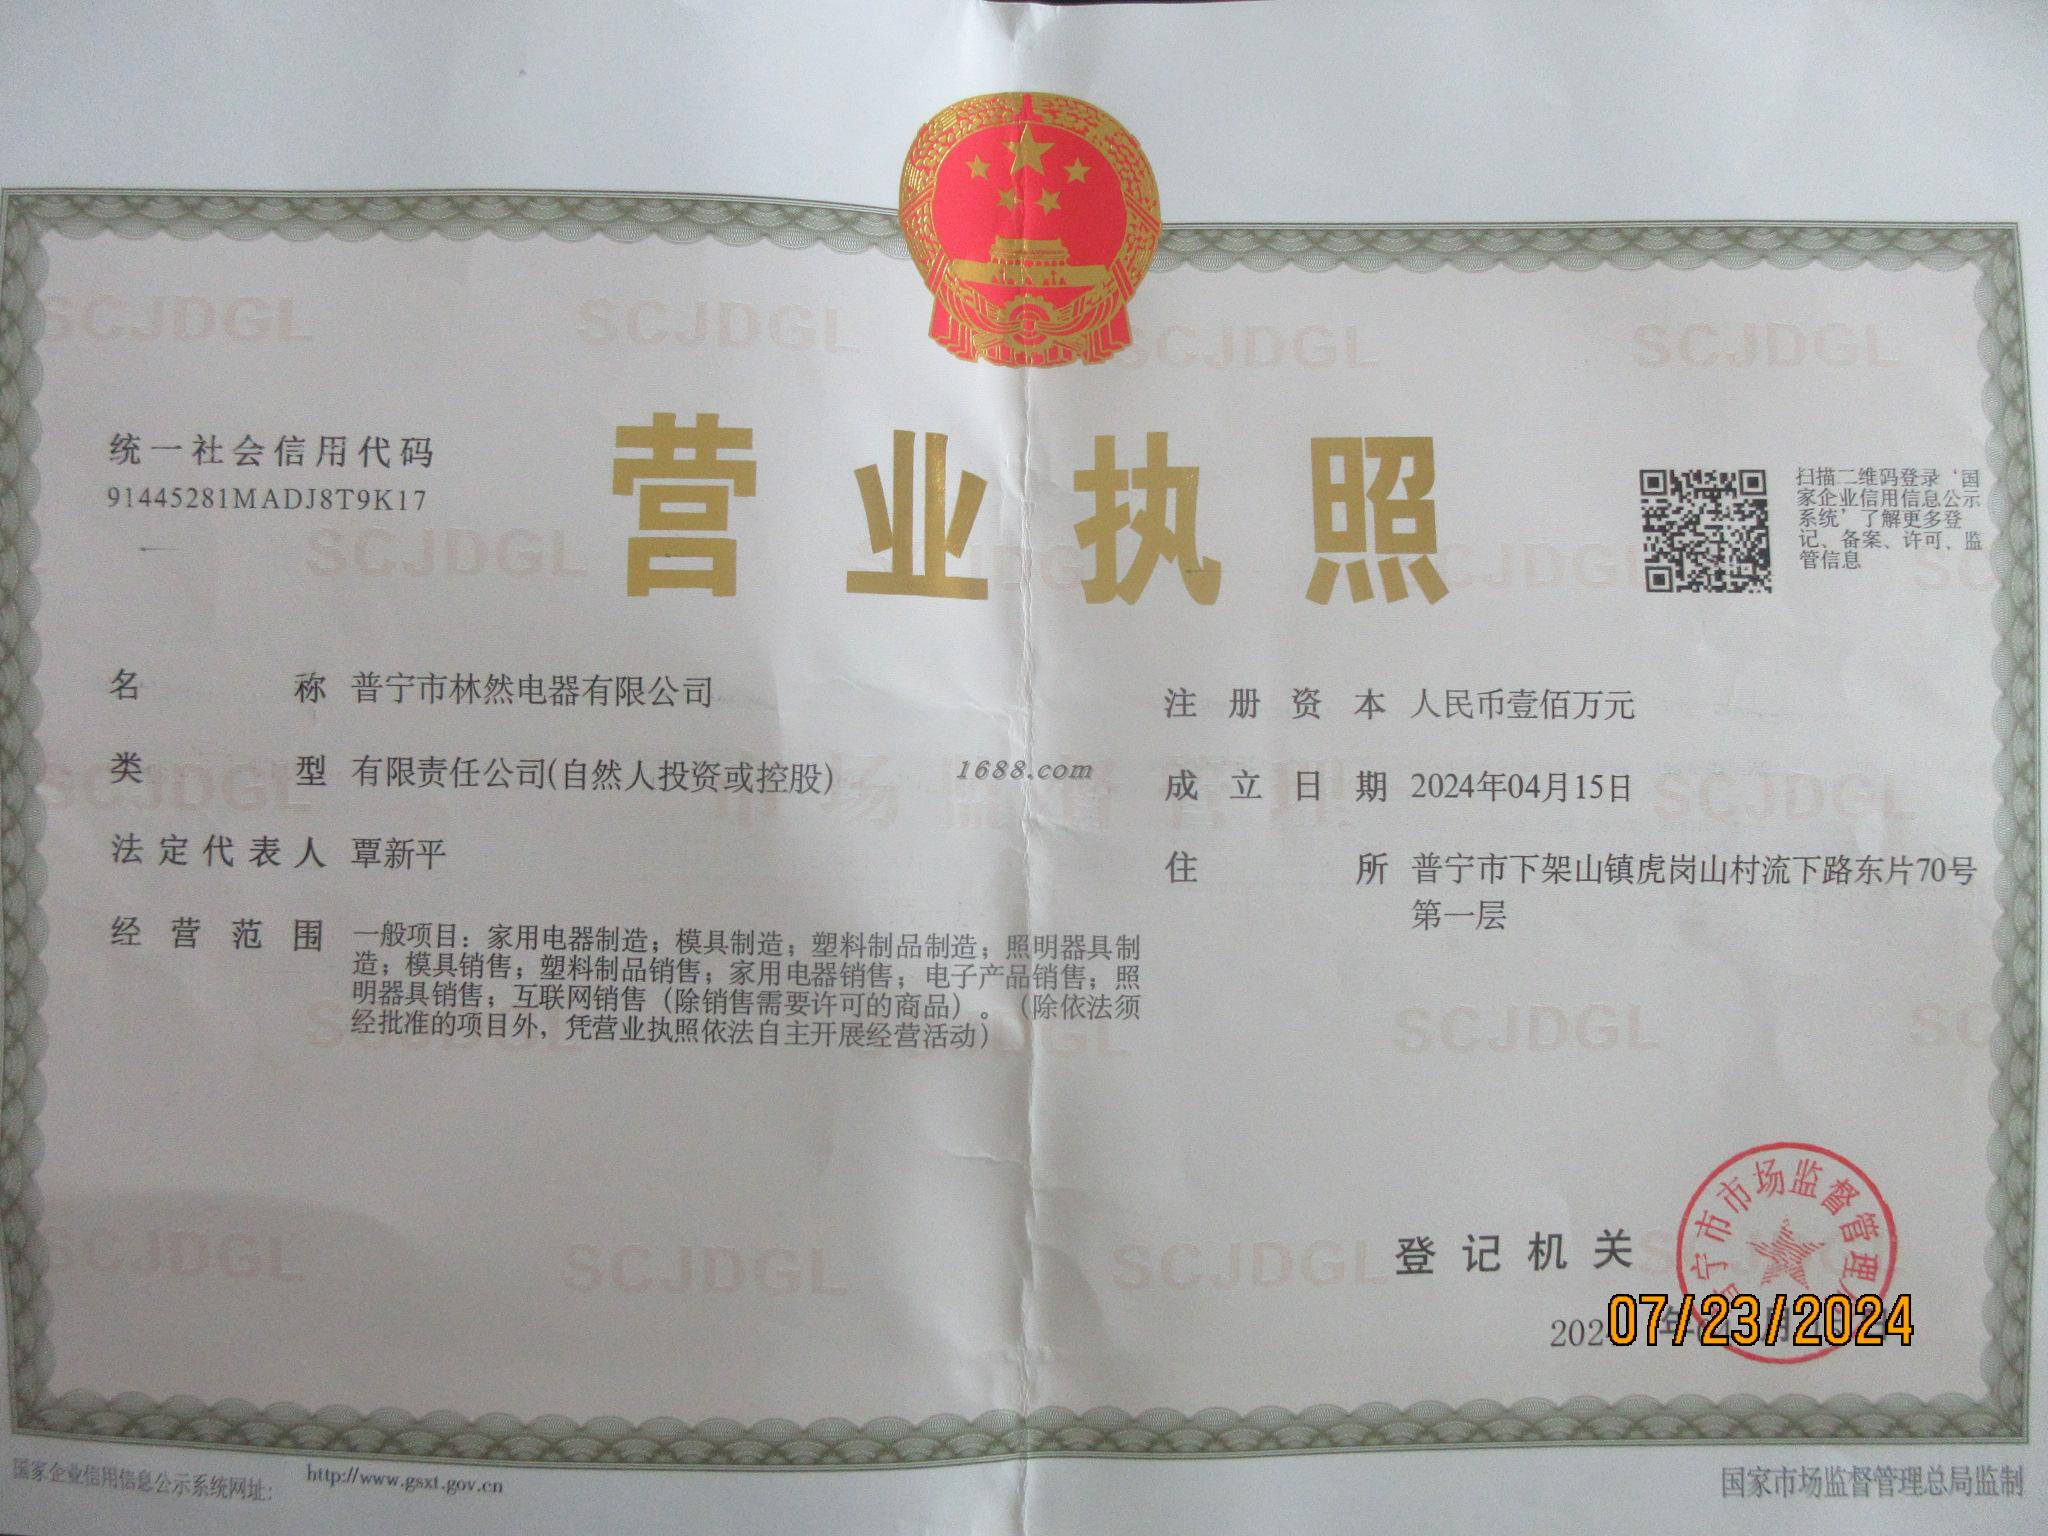 统一社会信用代码
91445281MADJ8T9K17
营业执照
扫描二维码登录‘国
家企业信用信息公示
系统’了解更多登
记、备案、许可、监
管信息
名称 普宁市林然电器有限公司
类型 有限责任公司(自然人投资或控股)
法定代表人 覃新平
经营范围 一般项目：家用电器制造；模具制造；塑料制品制造；照明器具制
造；模具销售；塑料制品销售；家用电器销售；电子产品销售；照
明器具销售；互联网销售（除销售需要许可的商品）。（除依法须
经批准的项目外，凭营业执照依法自主开展经营活动）
注册资本 人民币壹佰万元
成立日期 2024年04月15日
住所 普宁市下架山镇虎岗山村流下路东片70号
第一层
1688.com
登记机关
宁市市场监督管理
202 年 月
07/23/2024
国家企业信用信息公示系统网址：
http://www.gsxt.gov.cn
国家市场监督管理总局监制
SCJDGL
SCJDGL
SCJDGL
SCJDGL
SCJDGL
SCJDGL
SCJDGL
SCJDGL
SCJDGL
SCJDGL
SCJDGL